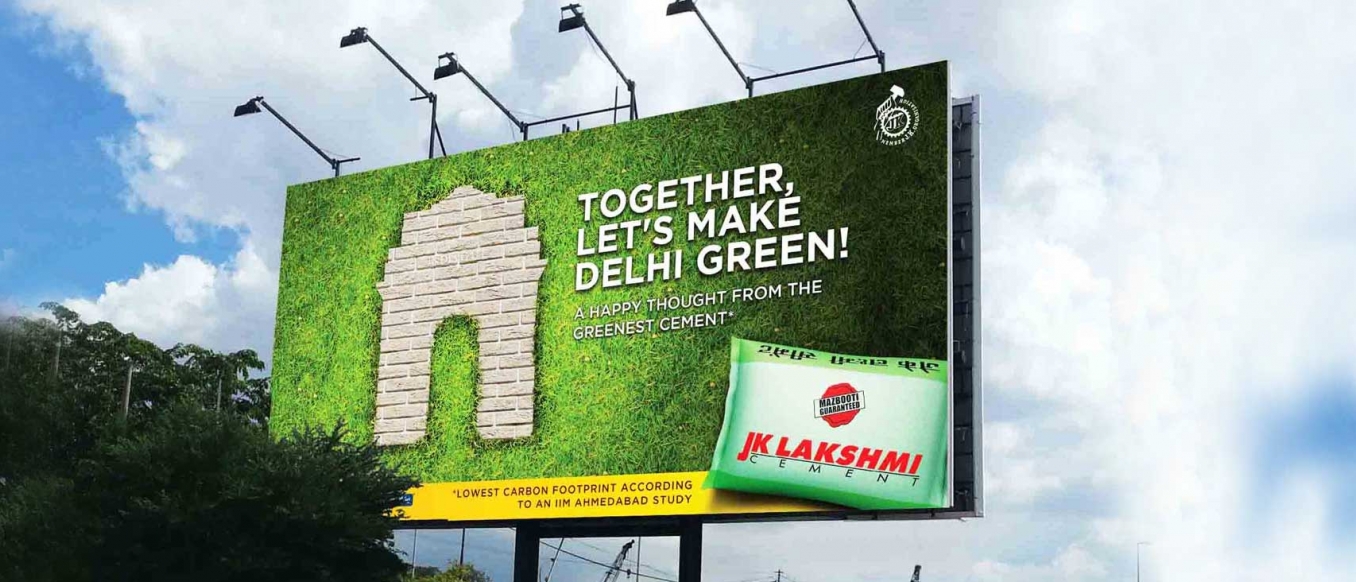 TOGETHER,
LET'S MAKE
DELHI GREEN!
A HAPPY THOUGHT FROM THE
GREENEST CEMENT*
MAZBOOTI
GUARANTEED
JK LAKSHMI
CEMENT
*LOWEST CARBON FOOTPRINT ACCORDING
TO AN IIM AHMEDABAD STUDY